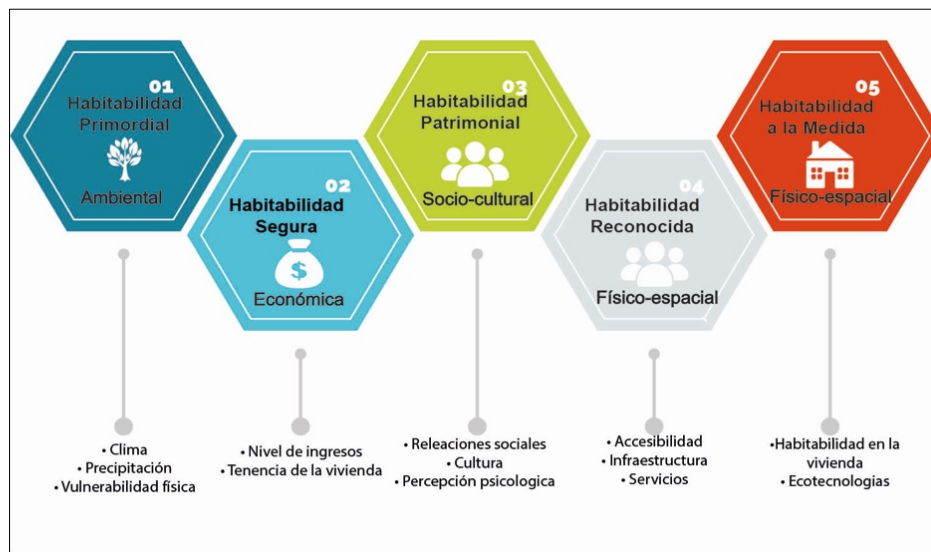 01
Habitabilidad
Primordial
Ambiental
• Clima
• Precipitación
• Vulnerabilidad física
02
Habitabilidad
Segura
$
Económica
• Nivel de ingresos
• Tenencia de la vivienda
03
Habitabilidad
Patrimonial
Socio-cultural
• Releaciones sociales
• Cultura
• Percepción psicologica
04
Habitabilidad
Reconocida
Físico-espacial
• Accesibilidad
• Infraestructura
• Servicios
05
Habitabilidad
a la Medida
Físico-espacial
•Habitabilidad en la
vivienda
• Ecotecnologias